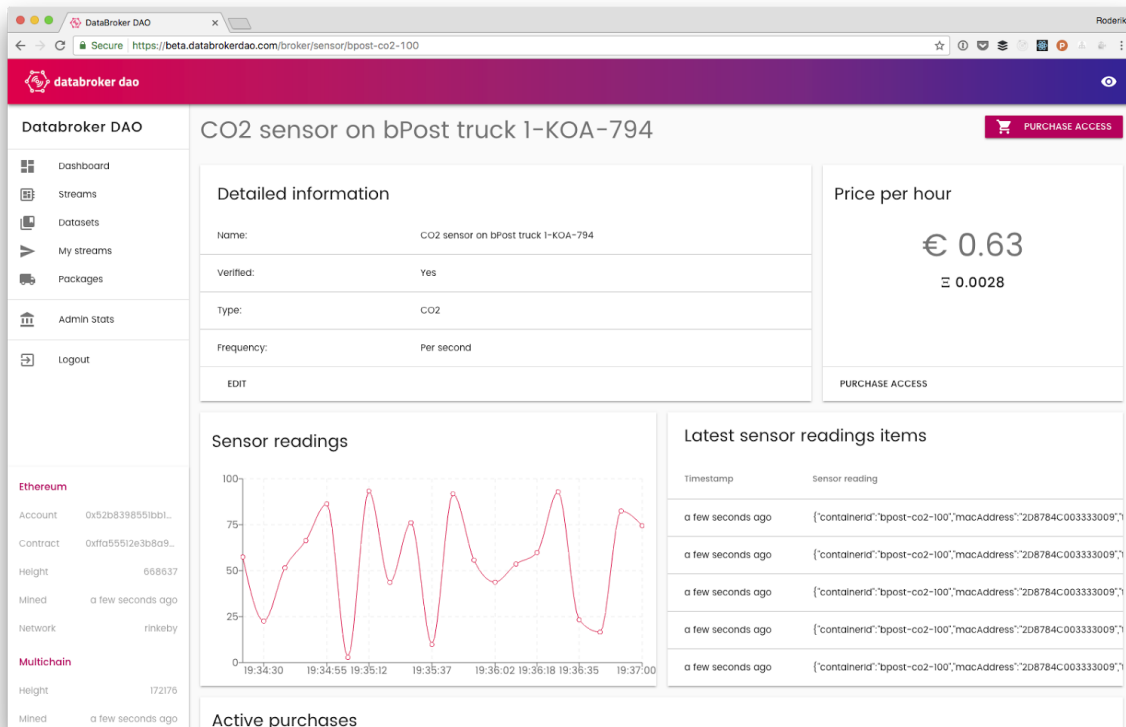 DataBroker DAO
Roderik
Secure https://beta.databrokerdao.com/broker/sensor/bpost-co2-100
databroker dao
Databroker DAO
CO2 sensor on bPost truck 1-KOA-794
PURCHASE ACCESS
Dashboard
Streams
Datasets
My streams
Packages
Admin Stats
Logout
Detailed information
Name: CO2 sensor on bPost truck 1-KOA-794
Verified: Yes
Type: CO2
Frequency: Per second
EDIT
Price per hour
€ 0.63
Ξ 0.0028
PURCHASE ACCESS
Ethereum
Account 0x52b8398551bb1...
Contract 0xffa55512e3b8a9...
Height 668637
Mined a few seconds ago
Network rinkeby
Multichain
Height 172176
Mined a few seconds ago
Sensor readings
100
75
50
25
0
19:34:30 19:34:55 19:35:12 19:35:37 19:36:02 19:36:18 19:36:35 19:37:00
Latest sensor readings items
Timestamp Sensor reading
a few seconds ago {"containerid":"bpost-co2-100","macAddress":"2D8784C003333009","
a few seconds ago {"containerid":"bpost-co2-100","macAddress":"2D8784C003333009","
a few seconds ago {"containerid":"bpost-co2-100","macAddress":"2D8784C003333009","
a few seconds ago {"containerid":"bpost-co2-100","macAddress":"2D8784C003333009","
a few seconds ago {"containerid":"bpost-co2-100","macAddress":"2D8784C003333009","
Active purchases